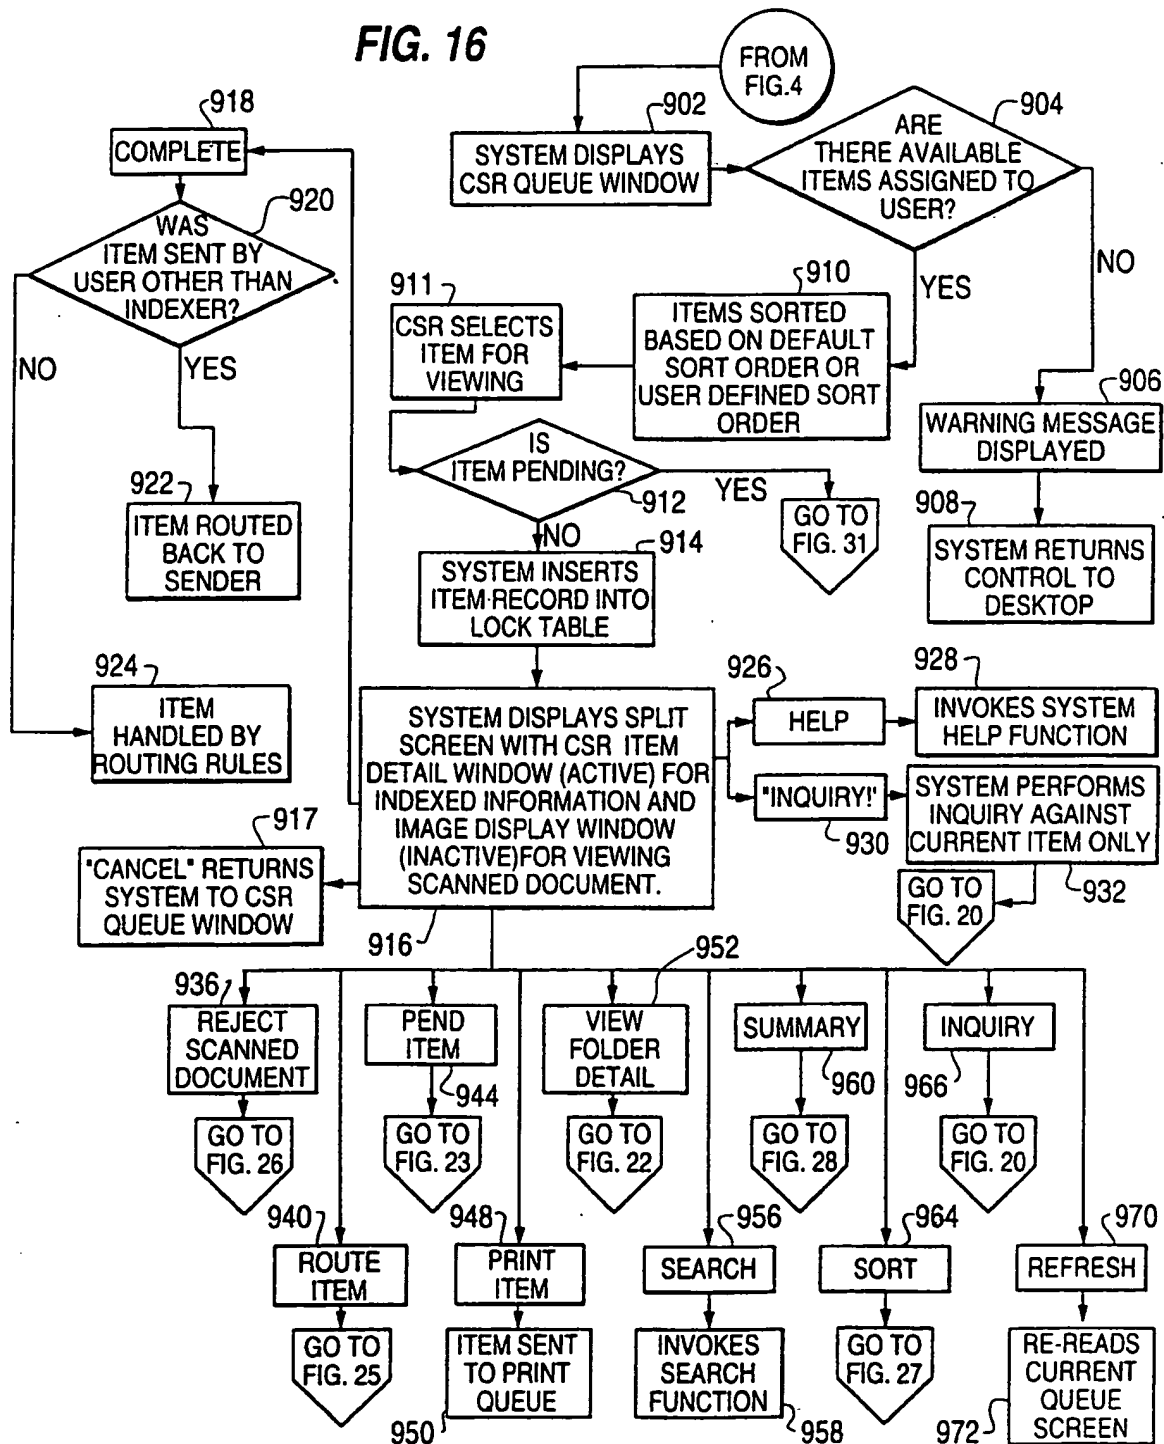 FIG. 16
FROM
FIG.4
918
COMPLETE
920
WAS
ITEM SENT BY
USER OTHER THAN
INDEXER?
NO
YES
922
ITEM ROUTED
BACK TO
SENDER
924
ITEM
HANDLED BY
ROUTING RULES
902
SYSTEM DISPLAYS
CSR QUEUE WINDOW
904
ARE
THERE AVAILABLE
ITEMS ASSIGNED TO
USER?
NO
YES
906
WARNING MESSAGE
DISPLAYED
908
SYSTEM RETURNS
CONTROL TO
DESKTOP
910
ITEMS SORTED
BASED ON DEFAULT
SORT ORDER OR
USER DEFINED SORT
ORDER
911
CSR SELECTS
ITEM FOR
VIEWING
IS
ITEM PENDING?
912
YES
GO TO
FIG. 31
NO
914
SYSTEM INSERTS
ITEM RECORD INTO
LOCK TABLE
SYSTEM DISPLAYS SPLIT
SCREEN WITH CSR ITEM
DETAIL WINDOW (ACTIVE) FOR
INDEXED INFORMATION AND
IMAGE DISPLAY WINDOW
(INACTIVE)FOR VIEWING
SCANNED DOCUMENT.
916
917
"CANCEL" RETURNS
SYSTEM TO CSR
QUEUE WINDOW
926
HELP
928
INVOKES SYSTEM
HELP FUNCTION
"INQUIRY!'
930
SYSTEM PERFORMS
INQUIRY AGAINST
CURRENT ITEM ONLY
932
GO TO
FIG. 20
936
REJECT
SCANNED
DOCUMENT
GO TO
FIG. 26
PEND
ITEM
944
GO TO
FIG. 23
952
VIEW
FOLDER
DETAIL
GO TO
FIG. 22
SUMMARY
960
GO TO
FIG. 28
INQUIRY
966
GO TO
FIG. 20
940
ROUTE
ITEM
GO TO
FIG. 25
948
PRINT
ITEM
ITEM SENT
TO PRINT
QUEUE
950
956
SEARCH
INVOKES
SEARCH
FUNCTION
958
964
SORT
GO TO
FIG. 27
970
REFRESH
RE-READS
CURRENT
QUEUE
SCREEN
972